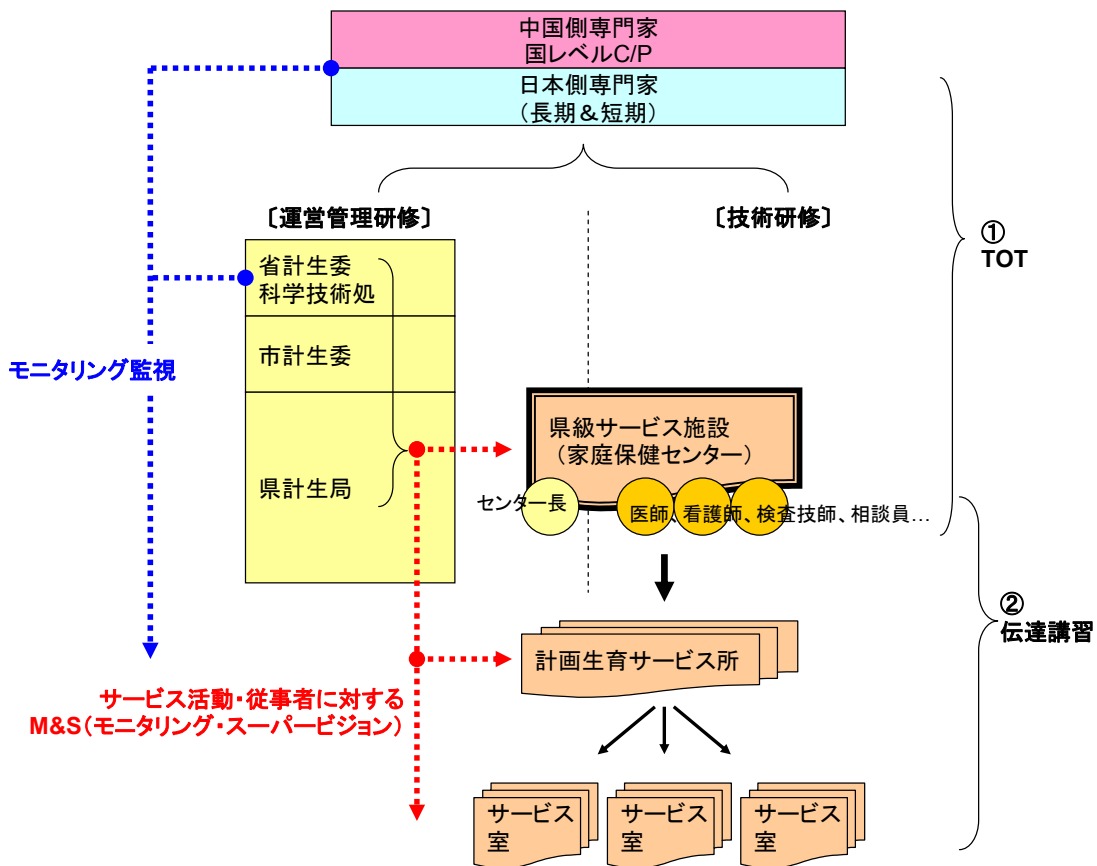 中国側専門家
国レベルC/P
日本側専門家
（長期＆短期）
〔運営管理研修〕
〔技術研修〕
①
TOT
省計生委
科学技術処
市計生委
モニタリング監視
県計生局
県級サービス施設
（家庭保健センター）
センター長
医師、看護師、検査技師、相談員…
②
伝達講習
計画生育サービス所
サービス活動・従事者に対する
M&S（モニタリング・スーパービジョン）
サービス
室
サービス
室
サービス
室